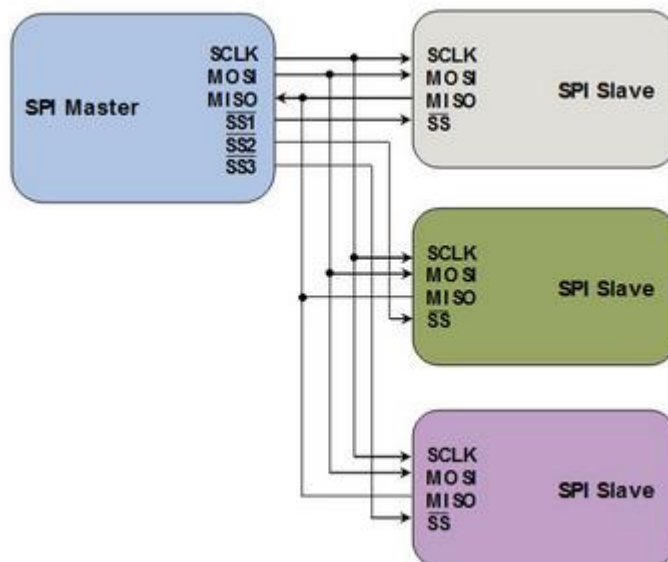 SPI Master
SCLK
MOSI
MISO
SS1
SS2
SS3
SCLK
MOSI
MISO
SS
SPI Slave
SCLK
MOSI
MISO
SS
SPI Slave
SCLK
MOSI
MISO
SS
SPI Slave